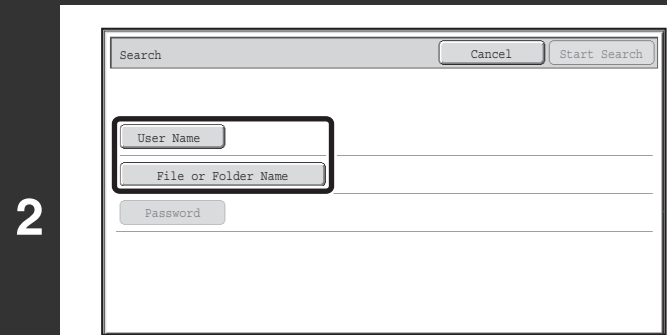 Search Cancel Start Search
User Name
File or Folder Name
2
Password